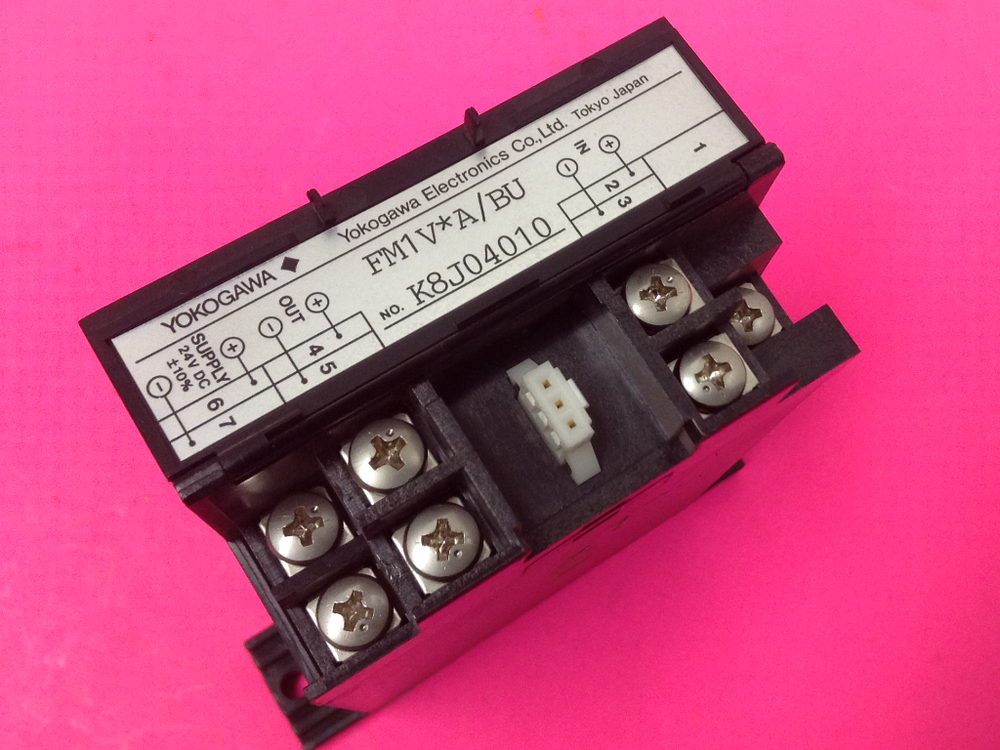 YOKOGAWA ◆ Yokogawa Electronics Co.,Ltd. Tokyo Japan
FM1V*A/BU
NO. K8J04010
SUPPLY
24V DC
±10%
- +
OUT
- +
IN
- +
7 6 5 4 3 2 1